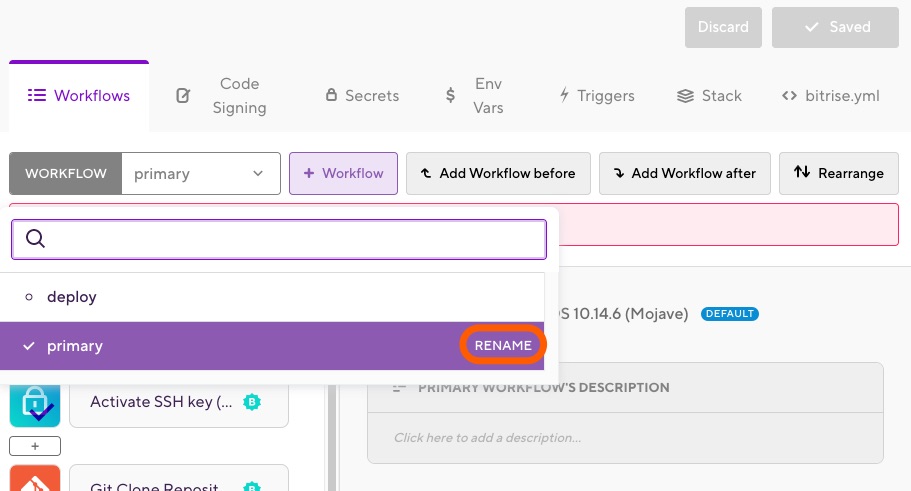 Discard
Saved
Workflows
Code
Signing
Secrets
$
Env
Vars
Triggers
Stack
<> bitrise.yml
WORKFLOW
primary
+ Workflow
Add Workflow before
Add Workflow after
Rearrange
deploy
primary
RENAME
S 10.14.6 (Mojave)
DEFAULT
PRIMARY WORKFLOW'S DESCRIPTION
Click here to add a description...
Activate SSH key (...
B
+
Git Clone Reposit